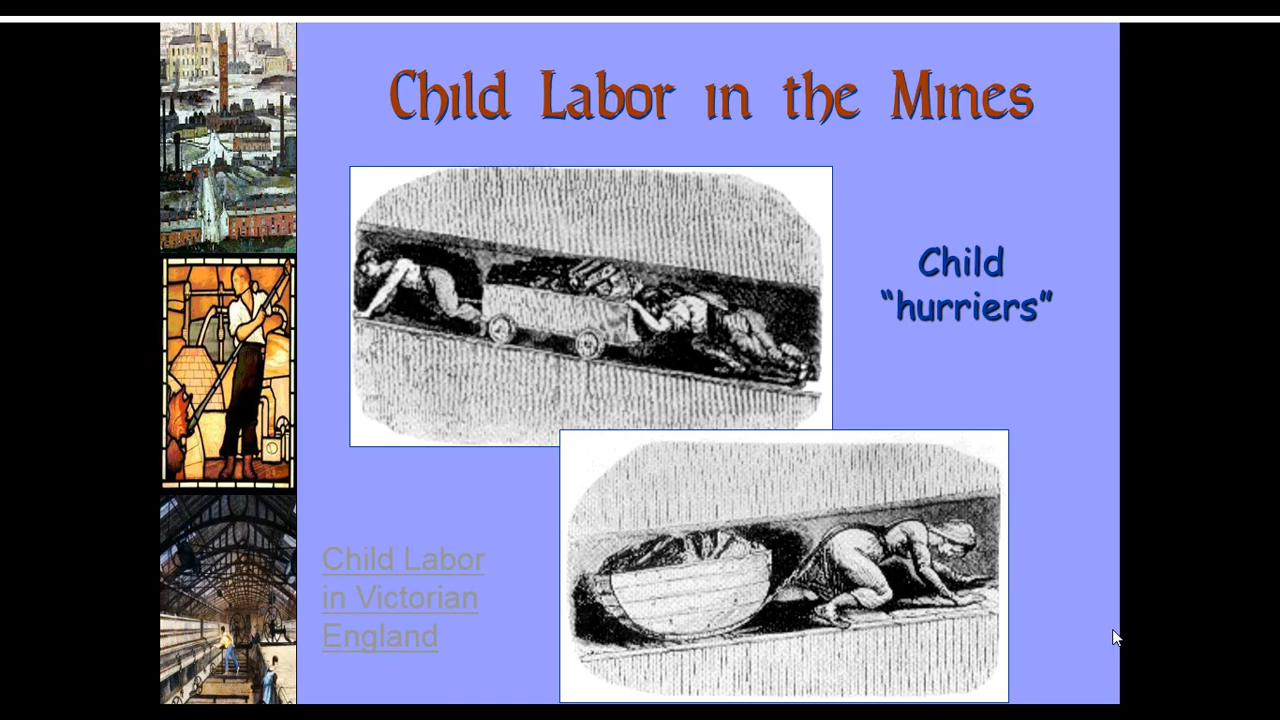 Child Labor in the Mines
Child
“hurriers”
Child Labor
in Victorian
England